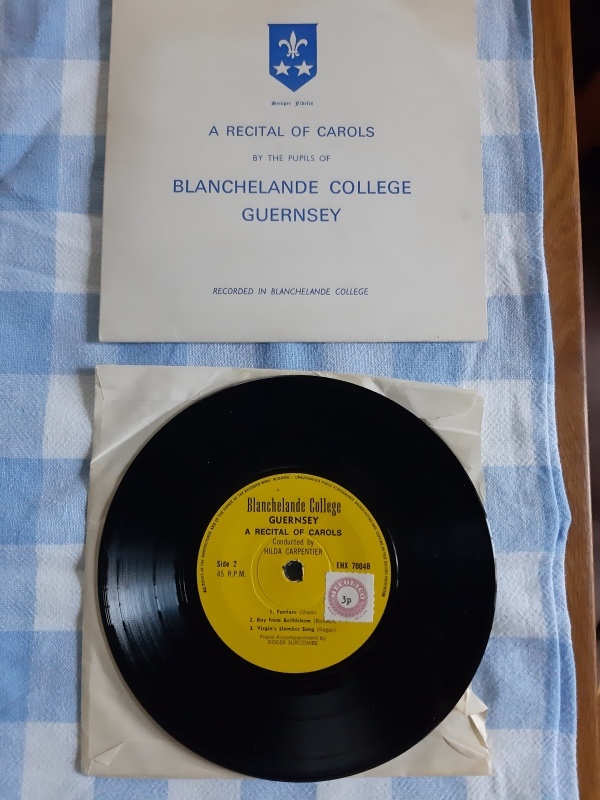 Semper Fidelis
A RECITAL OF CAROLS
BY THE PUPILS OF
BLANCHELANDE COLLEGE
GUERNSEY
RECORDED IN BLANCHELANDE COLLEGE
Blanchelande College
GUERNSEY
A RECITAL OF CAROLS
Conducted by
HILDA CARPENTIER
Side 2
45 R.P.M.
EHX 7004B
3p
1. Fanfare
2. Boy from Bethlehem
3. Virgin's Slumber Song (Reger)
Piano Accompaniment by
ROGER SURCOMBE